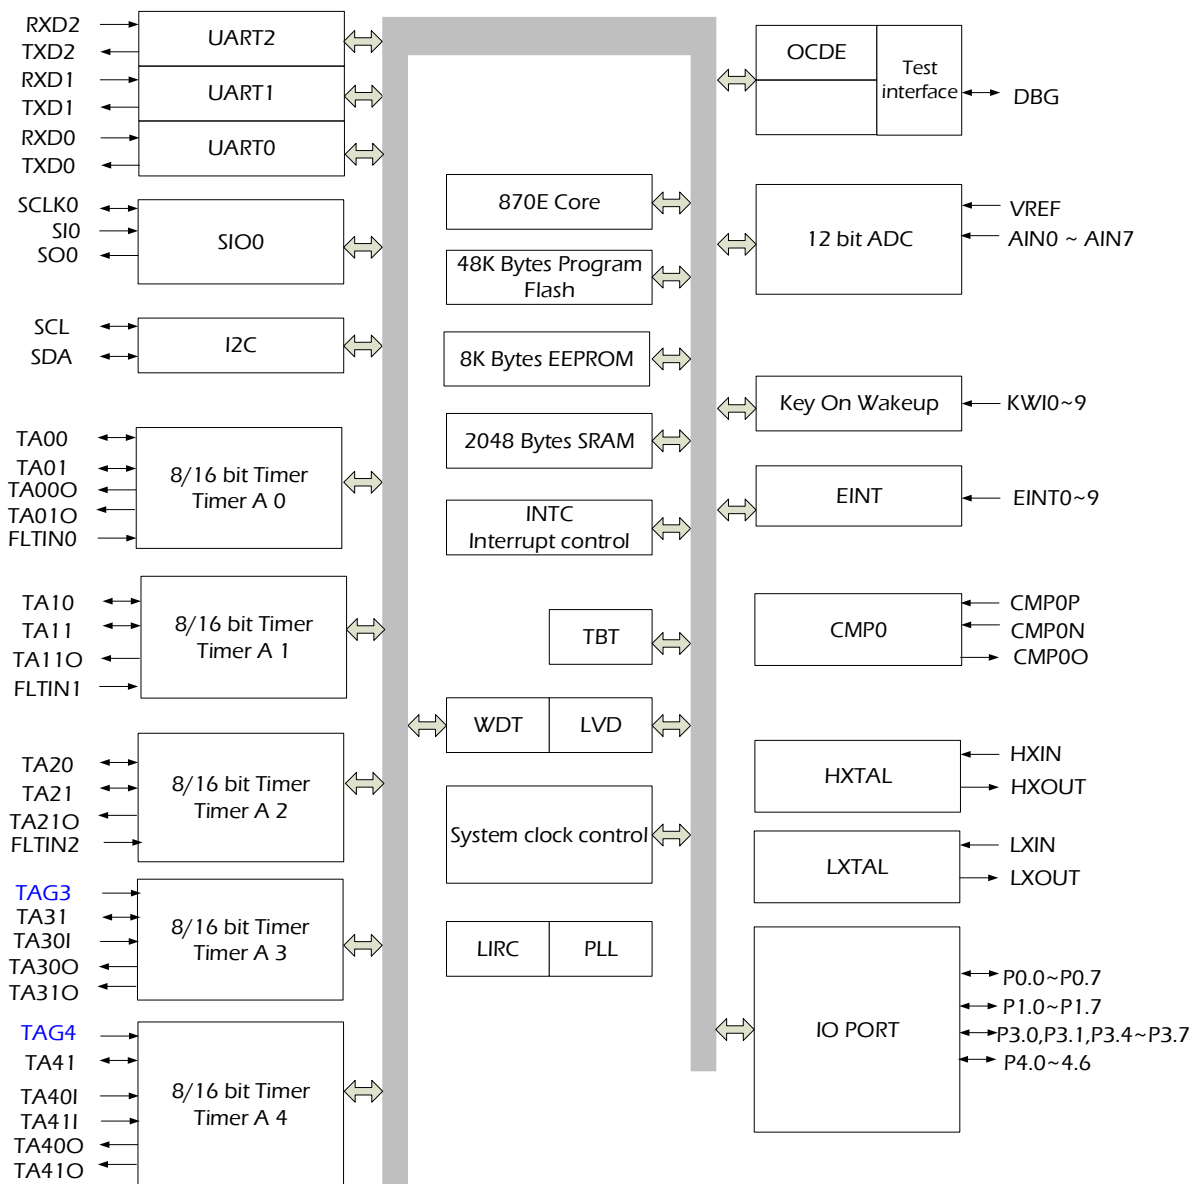 RXD2
TXD2
UART2
RXD1
TXD1
UART1
RXD0
TXD0
UART0
SCLK0
SI0
SO0
SIO0
SCL
SDA
I2C
TA00
TA01
TA00O
TA01O
FLTIN0
8/16 bit Timer
Timer A 0
TA10
TA11
TA11O
FLTIN1
8/16 bit Timer
Timer A 1
TA20
TA21
TA21O
FLTIN2
8/16 bit Timer
Timer A 2
TAG3
TA31
TA30I
TA30O
TA31O
8/16 bit Timer
Timer A 3
TAG4
TA41
TA40I
TA41I
TA40O
TA41O
8/16 bit Timer
Timer A 4
870E Core
48K Bytes Program
Flash
8K Bytes EEPROM
2048 Bytes SRAM
INTC
Interrupt control
TBT
WDT
LVD
System clock control
LIRC
PLL
OCDE
Test
interface
DBG
12 bit ADC
VREF
AIN0 ~ AIN7
Key On Wakeup
KWI0~9
EINT
EINT0~9
CMP0
CMP0P
CMP0N
CMP0O
HXTAL
HXIN
HXOUT
LXTAL
LXIN
LXOUT
IO PORT
P0.0~P0.7
P1.0~P1.7
P3.0,P3.1,P3.4~P3.7
P4.0~4.6